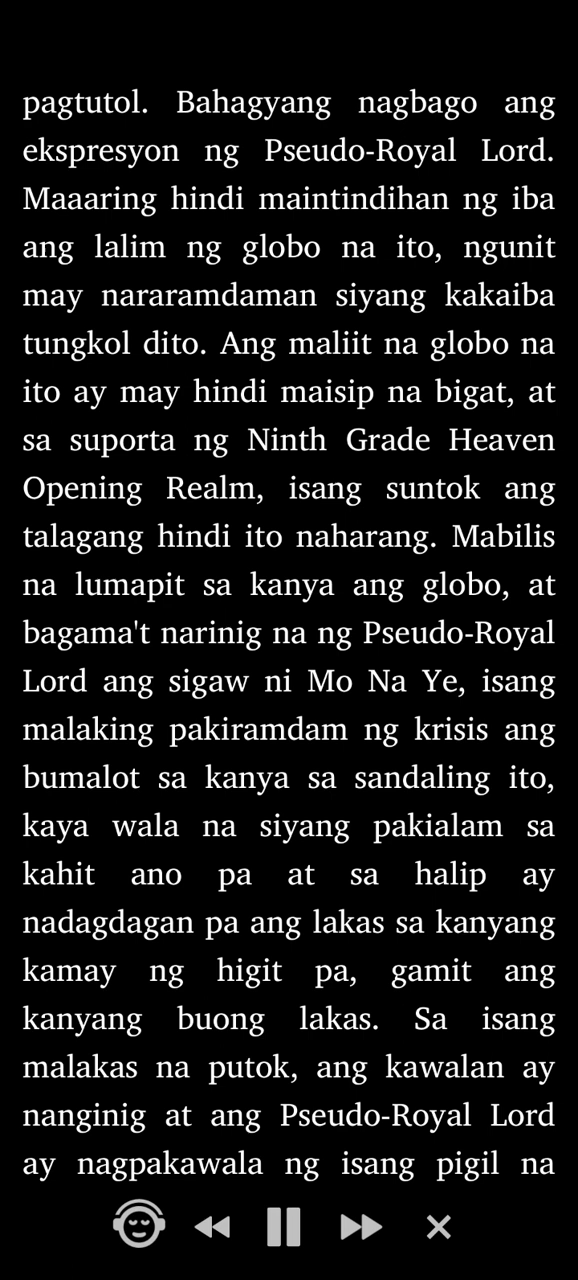 pagtutol. Bahagyang nagbago ang
ekspresyon ng Pseudo-Royal Lord.
Maaaring hindi maintindihan ng iba
ang lalim ng globo na ito, ngunit
may nararamdaman siyang kakaiba
tungkol dito. Ang maliit na globo na
ito ay may hindi maisip na bigat, at
sa suporta ng Ninth Grade Heaven
Opening Realm, isang suntok ang
talagang hindi ito naharang. Mabilis
na lumapit sa kanya ang globo, at
bagama't narinig na ng Pseudo-Royal
Lord ang sigaw ni Mo Na Ye, isang
malaking pakiramdam ng krisis ang
bumalot sa kanya sa sandaling ito,
kaya wala na siyang pakialam sa
kahit ano pa at sa halip ay
nadagdagan pa ang lakas sa kanyang
kamay ng higit pa, gamit ang
kanyang buong lakas. Sa isang
malakas na putok, ang kawalan ay
nanginig at ang Pseudo-Royal Lord
ay nagpakawala ng isang pigil na